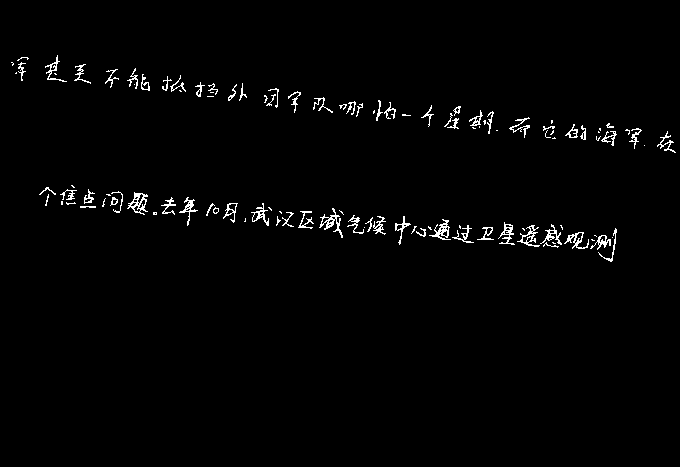 军甚至不能抵挡外国军队哪怕一个星期.而它的海军.在
个焦点问题。去年10月,武汉区域气候中心通过卫星遥感观测